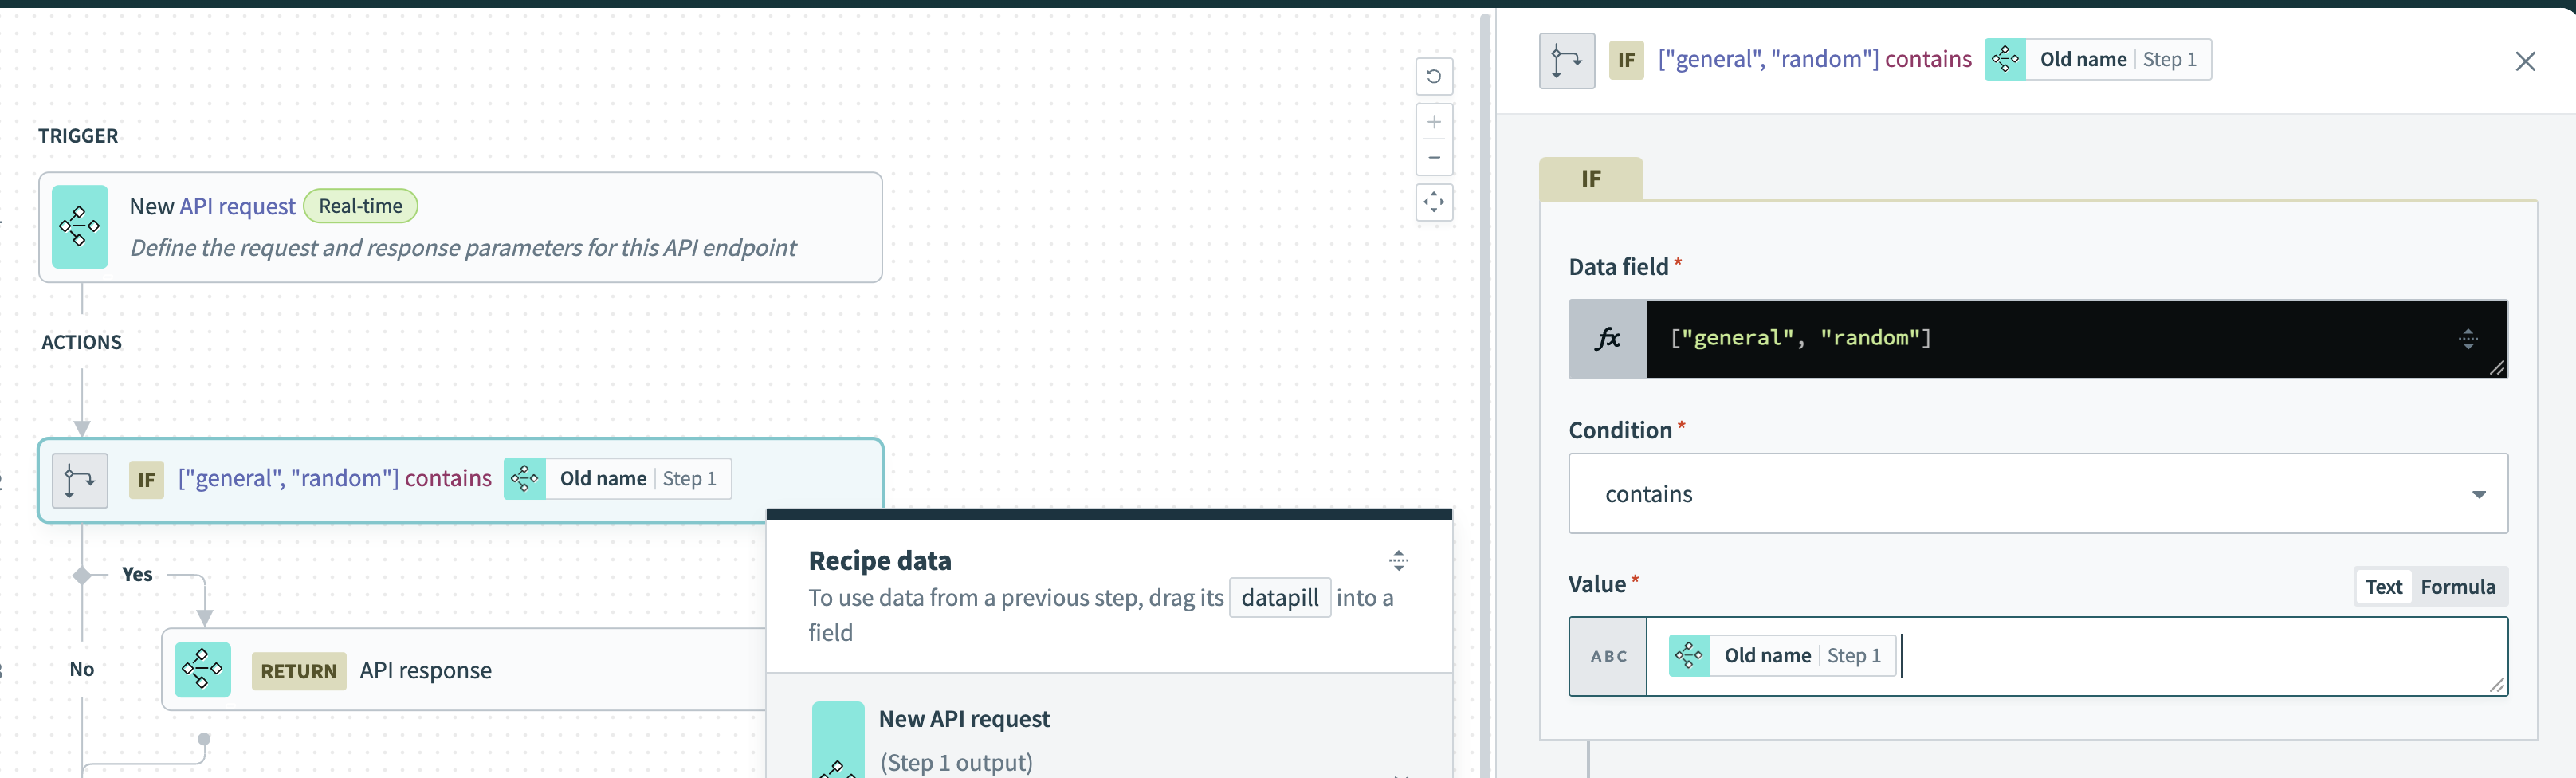 TRIGGER
New API request Real-time
Define the request and response parameters for this API endpoint
ACTIONS
IF ["general", "random"] contains Old name Step 1
Yes
No
RETURN API response
Recipe data
To use data from a previous step, drag its datapill into a
field
New API request
(Step 1 output)
IF ["general", "random"] contains Old name Step 1
IF
Data field *
fx ["general", "random"]
Condition *
contains
Value * Text Formula
ABC Old name Step 1